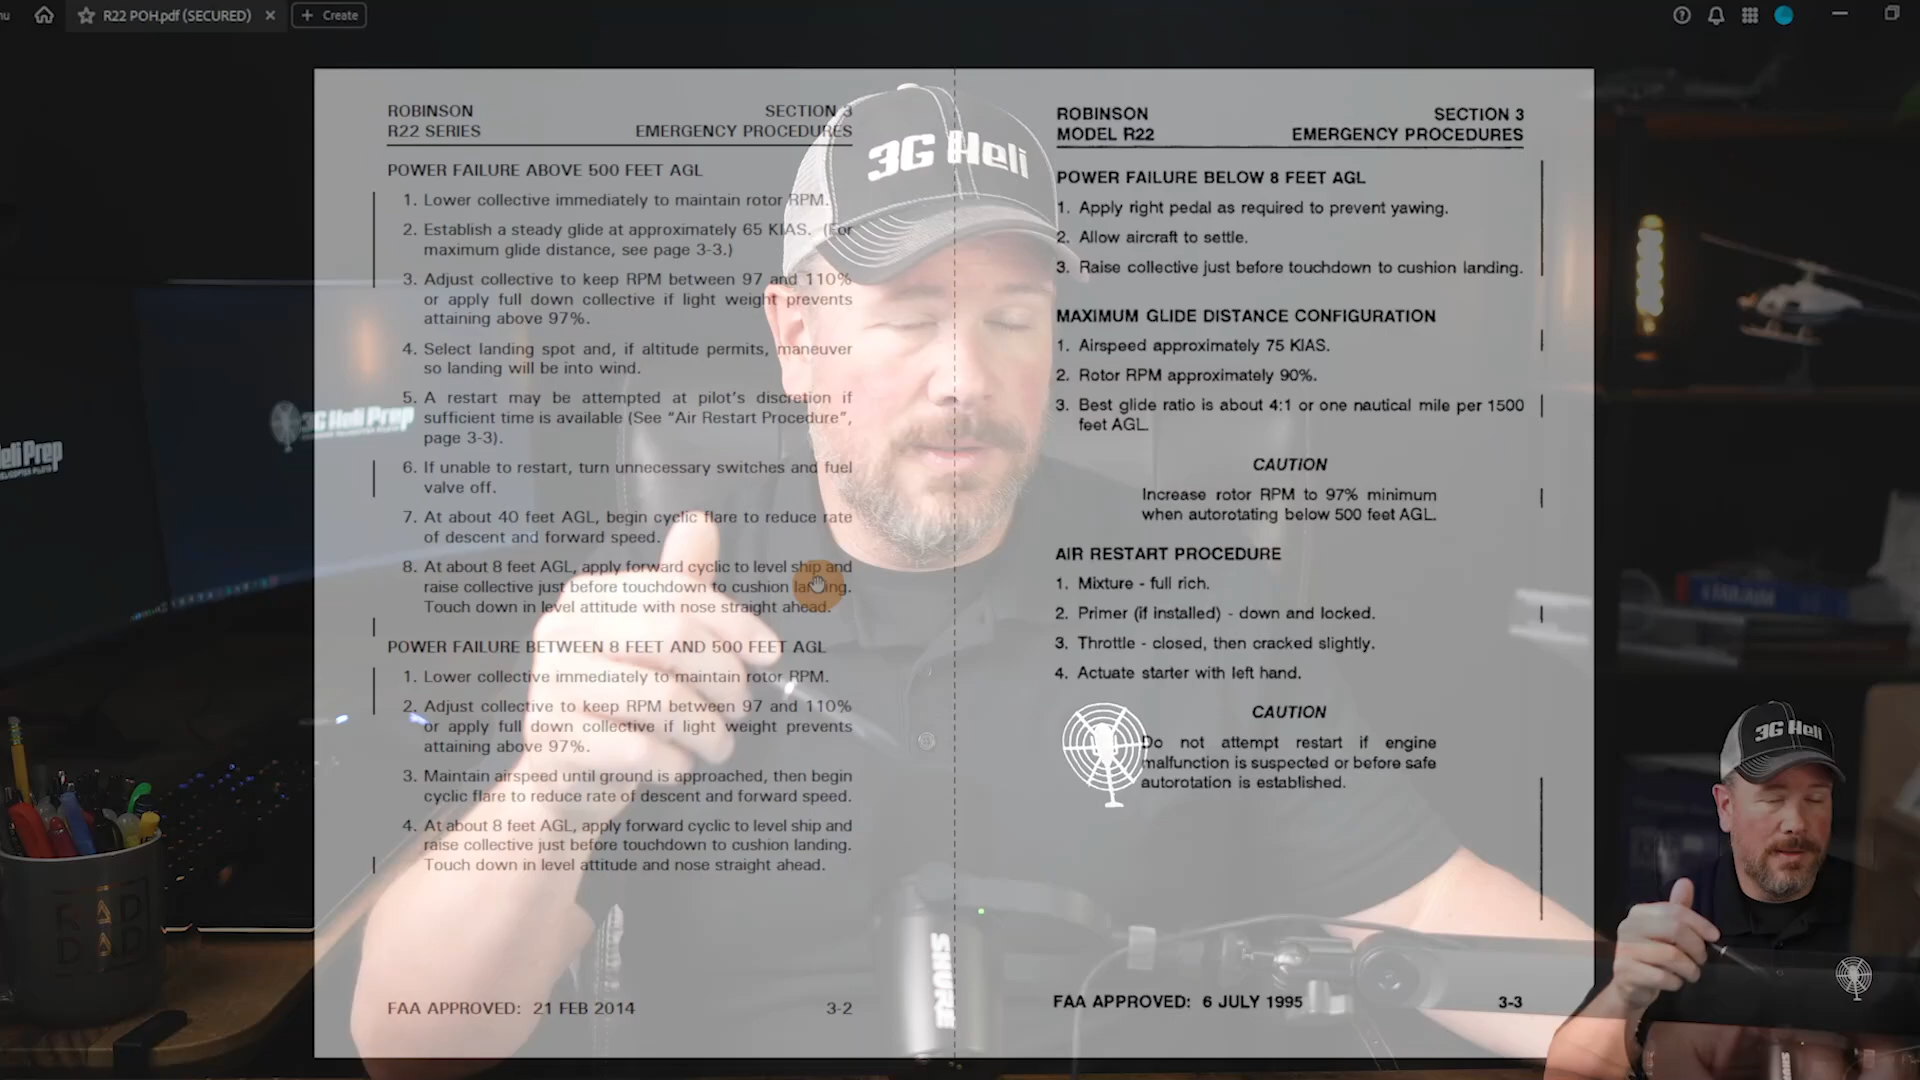 nu
R22 POH.pdf (SECURED)
Create
ROBINSON SECTION 3
R22 SERIES EMERGENCY PROCEDURES
POWER FAILURE ABOVE 500 FEET AGL
1. Lower collective immediately to maintain rotor RPM.
2. Establish a steady glide at approximately 65 KIAS. (For
maximum glide distance, see page 3-3.)
3. Adjust collective to keep RPM between 97 and 110%
or apply full down collective if light weight prevents
attaining above 97%.
4. Select landing spot and, if altitude permits, maneuver
so landing will be into wind.
5. A restart may be attempted at pilot's discretion if
sufficient time is available (See "Air Restart Procedure",
page 3-3).
6. If unable to restart, turn unnecessary switches and fuel
valve off.
7. At about 40 feet AGL, begin cyclic flare to reduce rate
of descent and forward speed.
8. At about 8 feet AGL, apply forward cyclic to level ship and
raise collective just before touchdown to cushion landing.
Touch down in level attitude with nose straight ahead.
POWER FAILURE BETWEEN 8 FEET AND 500 FEET AGL
1. Lower collective immediately to maintain rotor RPM.
2. Adjust collective to keep RPM between 97 and 110%
or apply full down collective if light weight prevents
attaining above 97%.
3. Maintain airspeed until ground is approached, then begin
cyclic flare to reduce rate of descent and forward speed.
4. At about 8 feet AGL, apply forward cyclic to level ship and
raise collective just before touchdown to cushion landing.
Touch down in level attitude and nose straight ahead.
FAA APPROVED: 21 FEB 2014 3-2
ROBINSON SECTION 3
MODEL R22 EMERGENCY PROCEDURES
POWER FAILURE BELOW 8 FEET AGL
1. Apply right pedal as required to prevent yawing.
2. Allow aircraft to settle.
3. Raise collective just before touchdown to cushion landing.
MAXIMUM GLIDE DISTANCE CONFIGURATION
1. Airspeed approximately 75 KIAS.
2. Rotor RPM approximately 90%.
3. Best glide ratio is about 4:1 or one nautical mile per 1500
feet AGL.
CAUTION
Increase rotor RPM to 97% minimum
when autorotating below 500 feet AGL.
AIR RESTART PROCEDURE
1. Mixture - full rich.
2. Primer (if installed) - down and locked.
3. Throttle - closed, then cracked slightly.
4. Actuate starter with left hand.
CAUTION
Do not attempt restart if engine
malfunction is suspected or before safe
autorotation is established.
FAA APPROVED: 6 JULY 1995 3-3
3G Heli
3G Heli Prep
eli Prep
RAD
DAD
SHURE
3G Heli